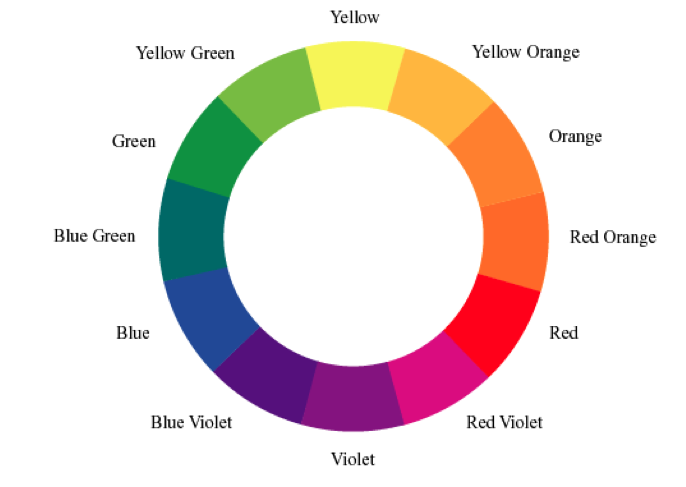 Yellow
Yellow Green
Yellow Orange
Green
Orange
Blue Green
Red Orange
Blue
Red
Blue Violet
Red Violet
Violet